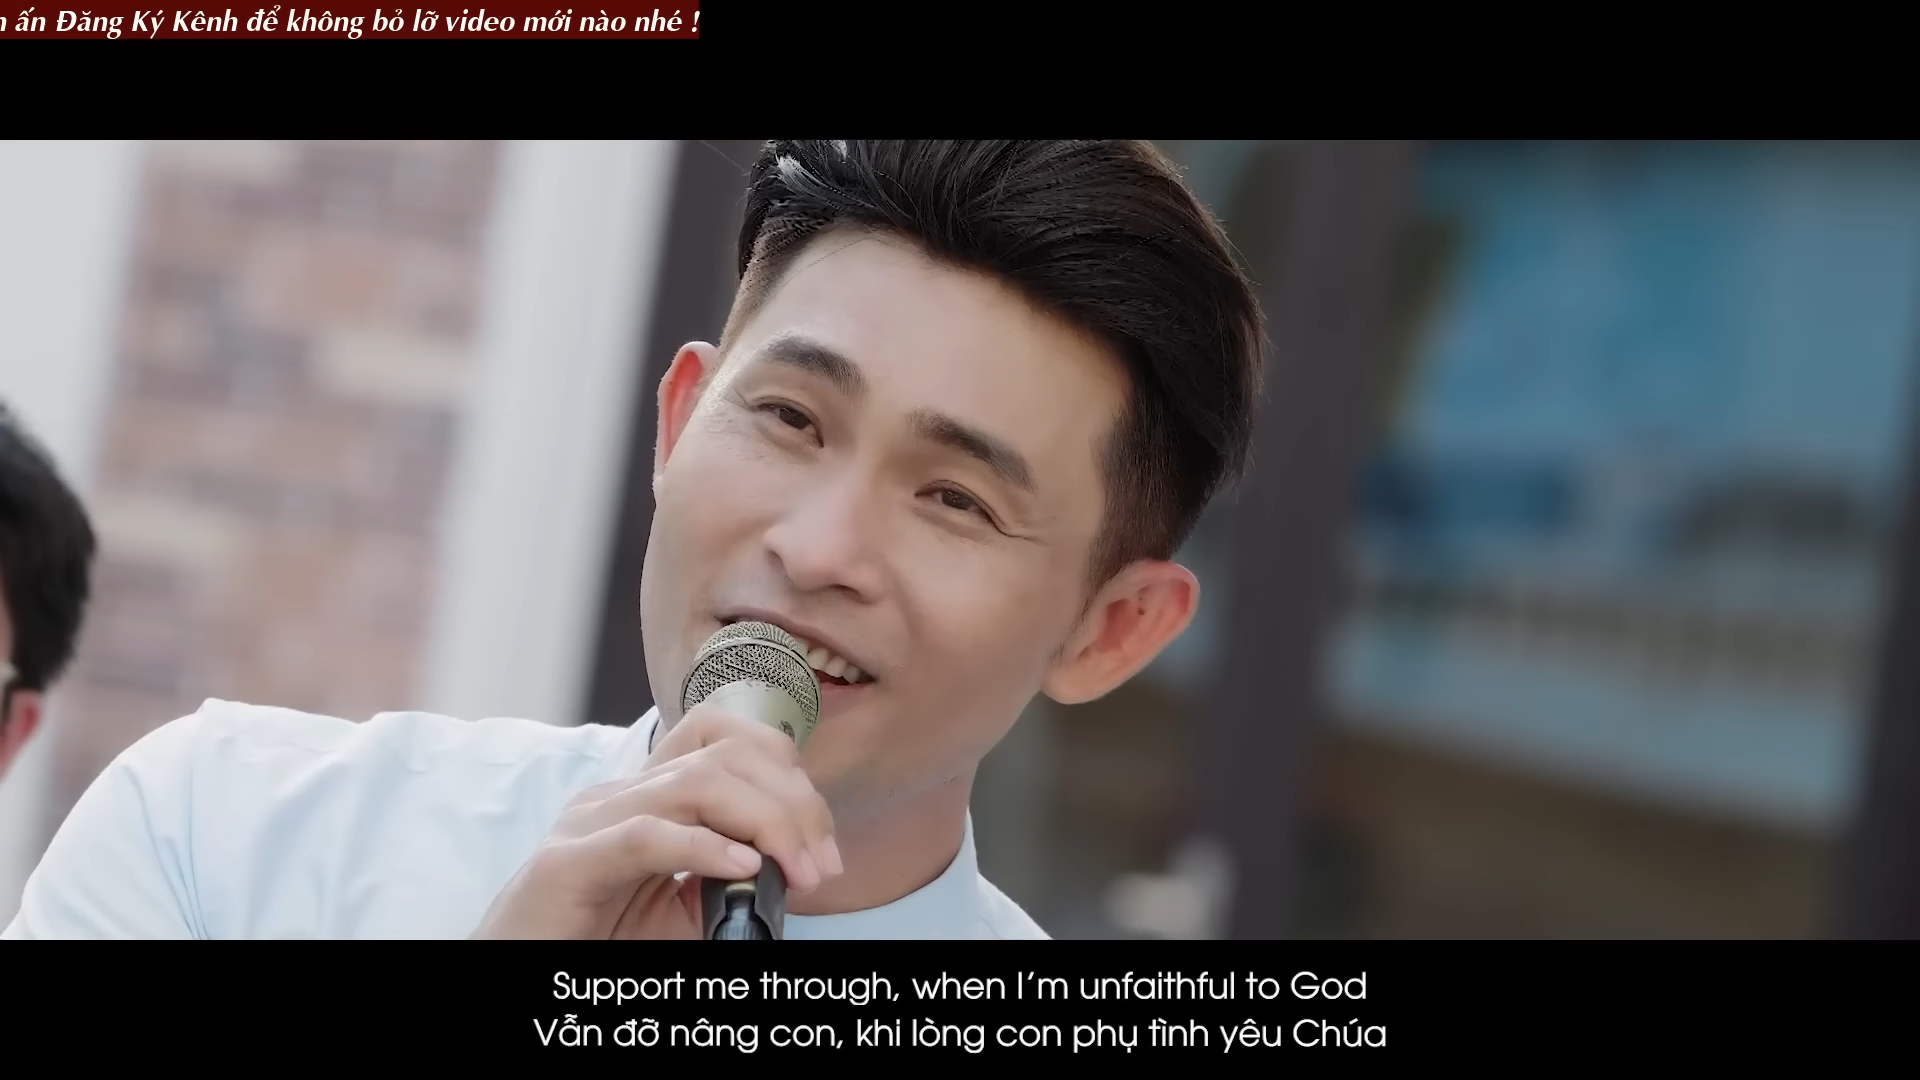 ấn Đăng Ký Kênh để không bỏ lỡ video mới nào nhé !
Support me through, when I'm unfaithful to God
Vẫn đỡ nâng con, khi lòng con phụ tình yêu Chúa